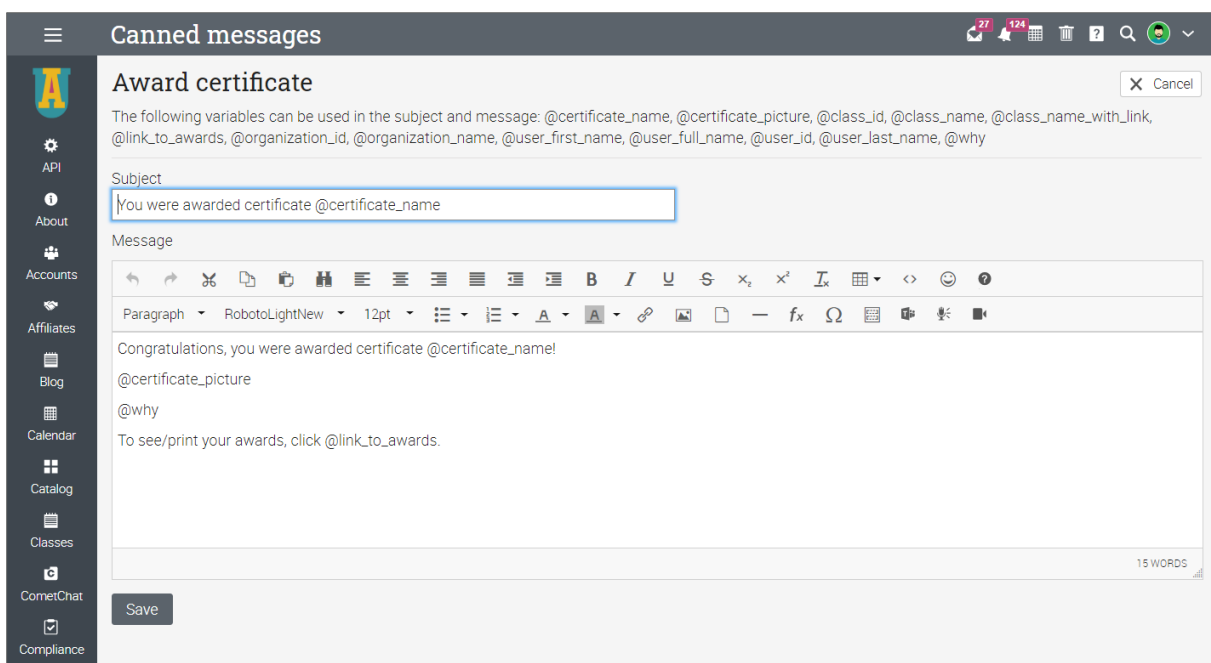 Canned messages
27
124
Award certificate
Cancel
The following variables can be used in the subject and message: @certificate_name, @certificate_picture, @class_id, @class_name, @class_name_with_link,
@link_to_awards, @organization_id, @organization_name, @user_first_name, @user_full_name, @user_id, @user_last_name, @why
API
About
Accounts
Affiliates
Blog
Calendar
Catalog
Classes
CometChat
Compliance
Subject
You were awarded certificate @certificate_name
Message
Paragraph RobotoLightNew 12pt
Congratulations, you were awarded certificate @certificate_name!
@certificate_picture
@why
To see/print your awards, click @link_to_awards.
15 WORDS
Save